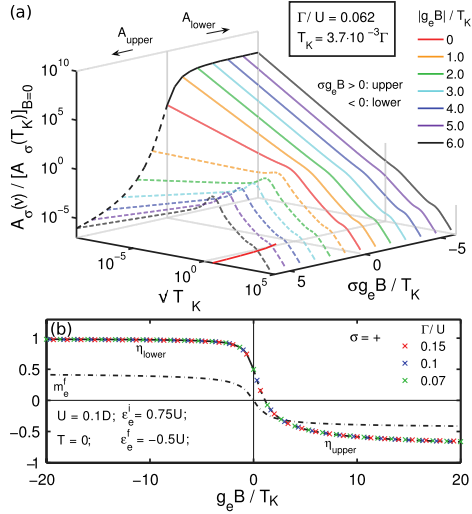 (a)
A_upper
A_lower
Γ / U = 0.062
T_K = 3.7·10^-3 Γ
|g_eB| / T_K
0
1.0
2.0
3.0
4.0
5.0
6.0
σg_eB > 0: upper
< 0: lower
A_σ(ν) / [A_σ(T_K)]_B=0
10^10
10^5
10^0
10^-5
10^-5
10^0
10^5
√ T_K
5
0
-5
σg_eB / T_K
(b)
1
0.5
0
-0.5
-1
η_lower
m_e^f
U = 0.1D; ε_e^i = 0.75U;
T = 0; ε_e^f = -0.5U;
σ = +
Γ / U
0.15
0.1
0.07
η_upper
-20
-10
0
10
20
g_eB / T_K